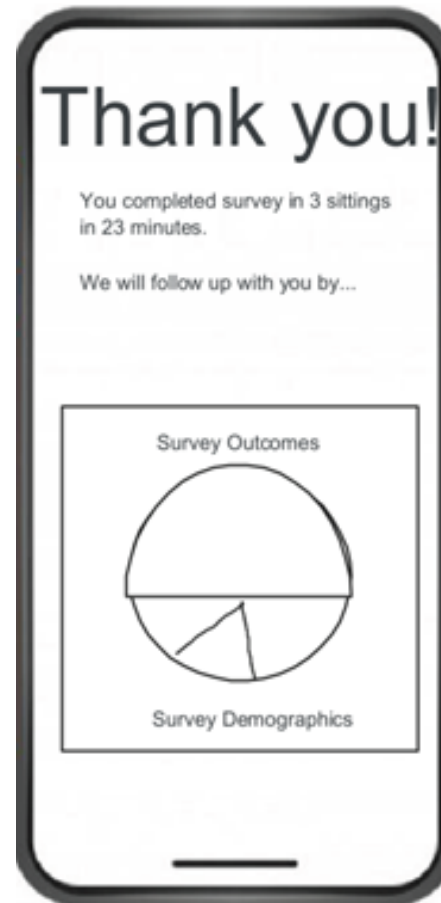 Thank you!
You completed survey in 3 sittings
in 23 minutes.
We will follow up with you by...
Survey Outcomes
Survey Demographics